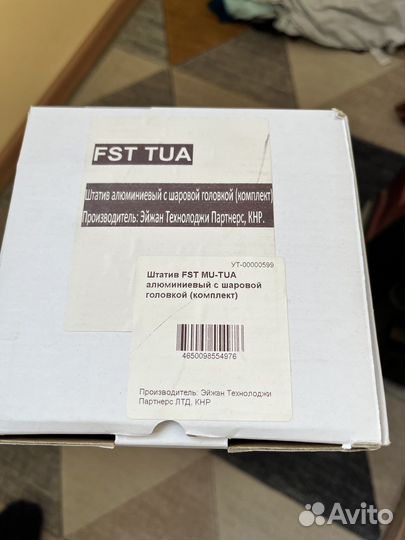 FST TUA
Штатив алюминиевый с шаровой головкой (комплект)
Производитель: Эйжан Технолоджи Партнерс, КНР.
УТ-00000599
Штатив FST MU-TUA
алюминиевый с шаровой
головкой (комплект)
4650098554976
Производитель: Эйжан Технолоджи
Партнерс ЛТД, КНР
Avito